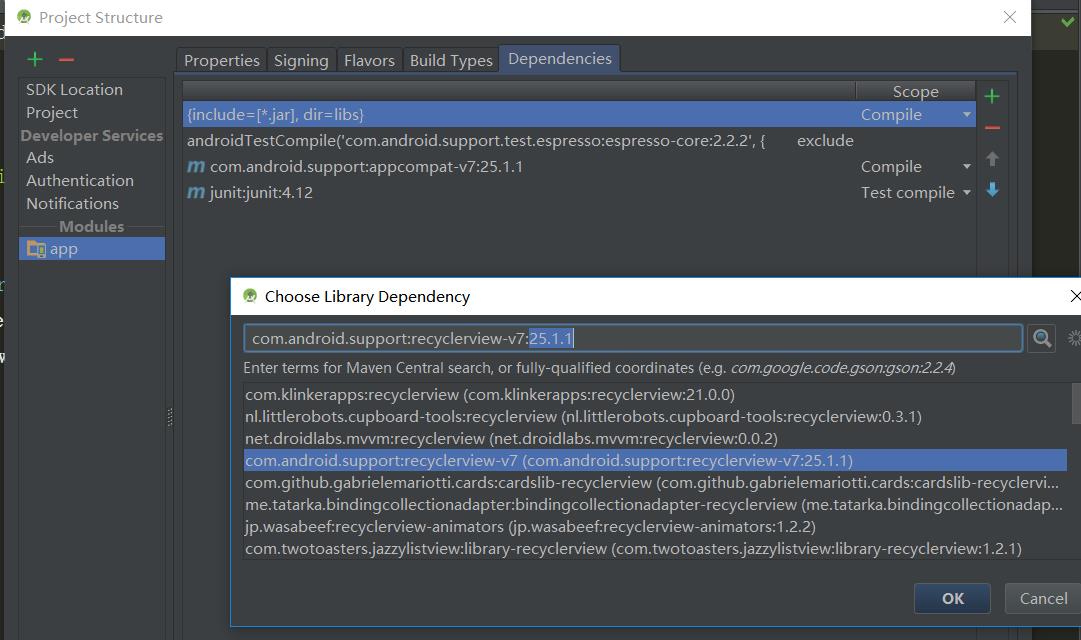 Project Structure
Properties Signing Flavors Build Types Dependencies
SDK Location
Project
Developer Services
Ads
Authentication
Notifications
Modules
app
Scope
{include=[*.jar], dir=libs} Compile
androidTestCompile('com.android.support.test.espresso:espresso-core:2.2.2', { exclude
m com.android.support:appcompat-v7:25.1.1 Compile
m junit:junit:4.12 Test compile
Choose Library Dependency
com.android.support:recyclerview-v7:25.1.1
Enter terms for Maven Central search, or fully-qualified coordinates (e.g. com.google.code.gson:gson:2.2.4)
com.klinkerapps:recyclerview (com.klinkerapps:recyclerview:21.0.0)
nl.littlerobots.cupboard-tools:recyclerview (nl.littlerobots.cupboard-tools:recyclerview:0.3.1)
net.droidlabs.mvvm:recyclerview (net.droidlabs.mvvm:recyclerview:0.0.2)
com.android.support:recyclerview-v7 (com.android.support:recyclerview-v7:25.1.1)
com.github.gabrielemariotti.cards:cardslib-recyclerview (com.github.gabrielemariotti.cards:cardslib-recyclervi...
me.tatarka.bindingcollectionadapter:bindingcollectionadapter-recyclerview (me.tatarka.bindingcollectionadap...
jp.wasabeef:recyclerview-animators (jp.wasabeef:recyclerview-animators:1.2.2)
com.twotoasters.jazzylistview:library-recyclerview (com.twotoasters.jazzylistview:library-recyclerview:1.2.1)
OK Cancel